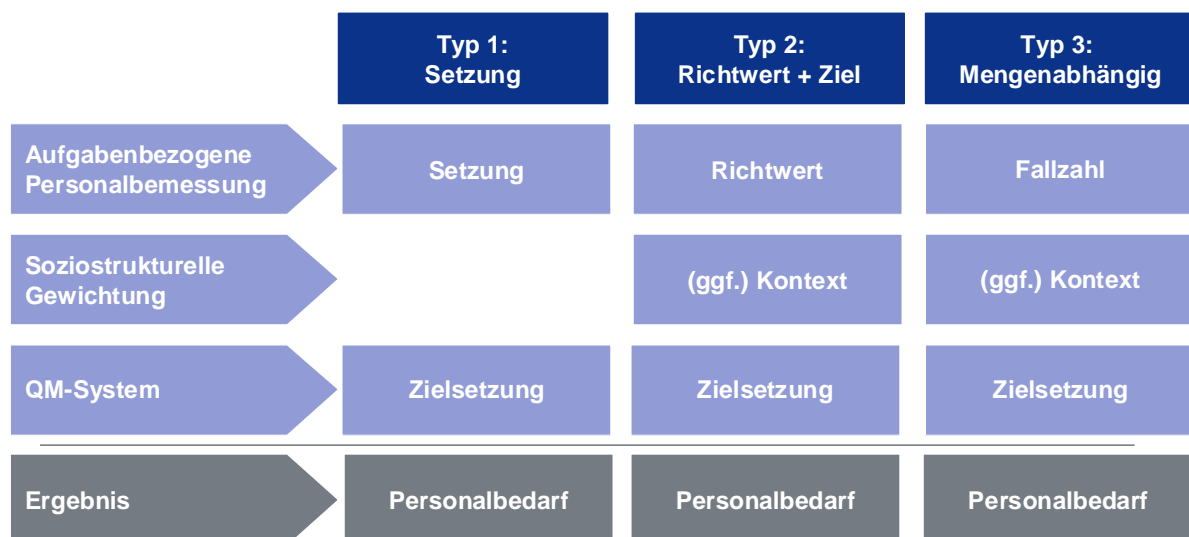 Typ 1:
Setzung
Typ 2:
Richtwert + Ziel
Typ 3:
Mengenabhängig
Aufgabenbezogene
Personalbemessung
Setzung
Richtwert
Fallzahl
Soziostrukturelle
Gewichtung
(ggf.) Kontext
(ggf.) Kontext
QM-System
Zielsetzung
Zielsetzung
Zielsetzung
Ergebnis
Personalbedarf
Personalbedarf
Personalbedarf